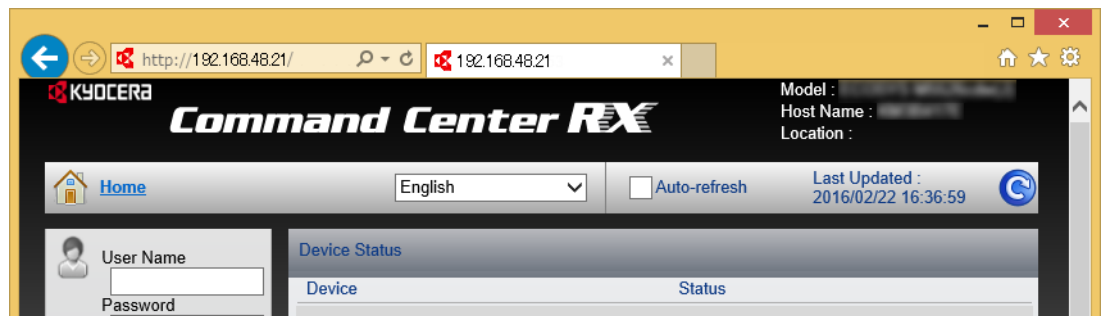 http://192.168.48.21/
192.168.48.21
KYOCERA
Command Center RX
Model :
Host Name :
Location :
Home
English
Auto-refresh
Last Updated :
2016/02/22 16:36:59
User Name
Password
Device Status
Device Status